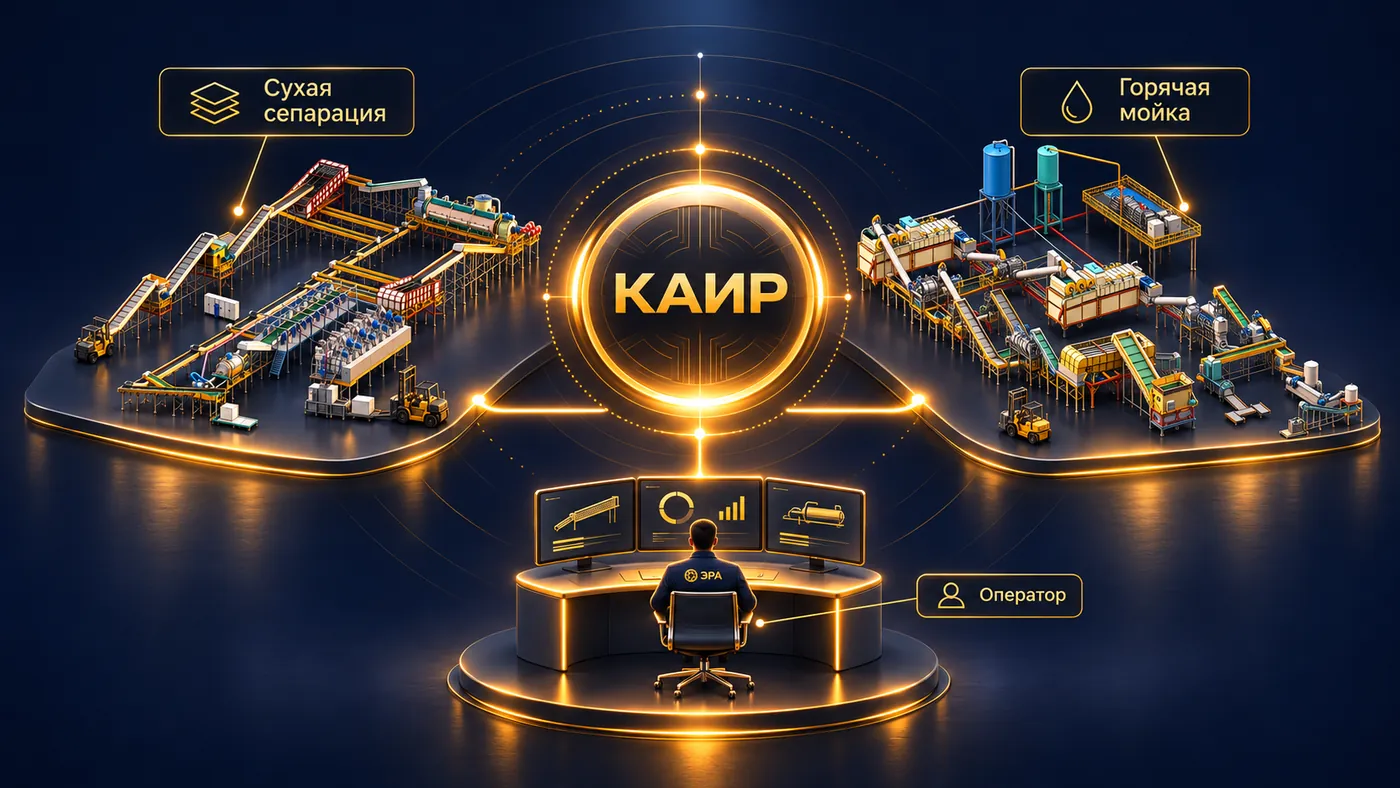 Сухая
сепарация
Горячая
мойка
КАИР
ЭРА
Оператор